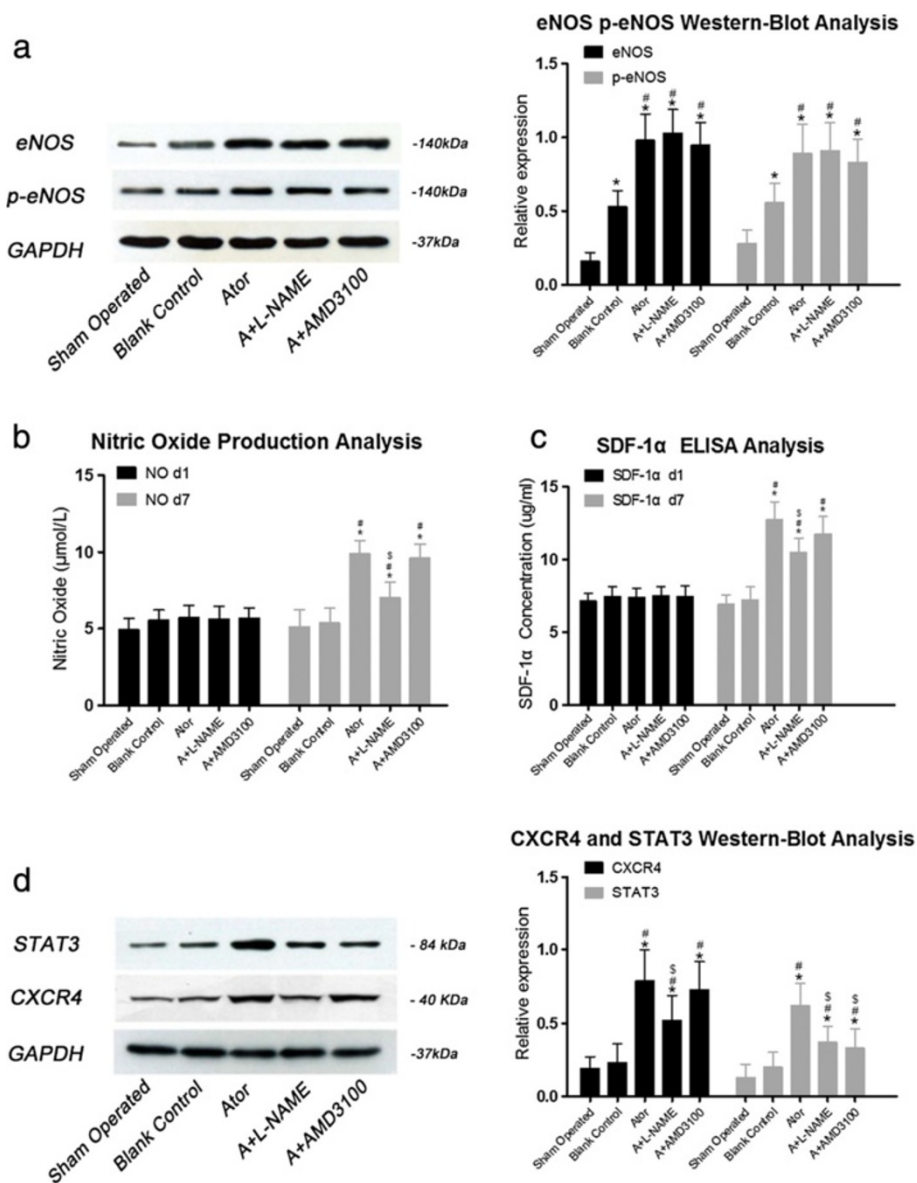 a
eNOS
-140kDa
p-eNOS
-140kDa
GAPDH
-37kDa
Sham Operated
Blank Control
Ator
A+L-NAME
A+AMD3100
eNOS p-eNOS Western-Blot Analysis
eNOS
p-eNOS
Relative expression
1.5
1.0
0.5
0.0
*
#
*
#
*
#
*
*
#
*
#
*
#
*
Sham Operated
Blank Control
Ator
A+L-NAME
A+AMD3100
Sham Operated
Blank Control
Ator
A+L-NAME
A+AMD3100
b
Nitric Oxide Production Analysis
NO d1
NO d7
Nitric Oxide (μmol/L)
15
10
5
0
#
*
$
#
*
#
*
Sham Operated
Blank Control
Ator
A+L-NAME
A+AMD3100
Sham Operated
Blank Control
Ator
A+L-NAME
A+AMD3100
c
SDF-1α ELISA Analysis
SDF-1α d1
SDF-1α d7
SDF-1α Concentration (ug/ml)
15
10
5
0
#
*
$
#
*
#
*
Sham Operated
Blank Control
Ator
A+L-NAME
A+AMD3100
Sham Operated
Blank Control
Ator
A+L-NAME
A+AMD3100
d
STAT3
- 84 kDa
CXCR4
- 40 KDa
GAPDH
-37kDa
Sham Operated
Blank Control
Ator
A+L-NAME
A+AMD3100
CXCR4 and STAT3 Western-Blot Analysis
CXCR4
STAT3
Relative expression
1.5
1.0
0.5
0.0
#
*
$
#
*
#
*
#
*
$
#
*
$
#
*
Sham Operated
Blank Control
Ator
A+L-NAME
A+AMD3100
Sham Operated
Blank Control
Ator
A+L-NAME
A+AMD3100